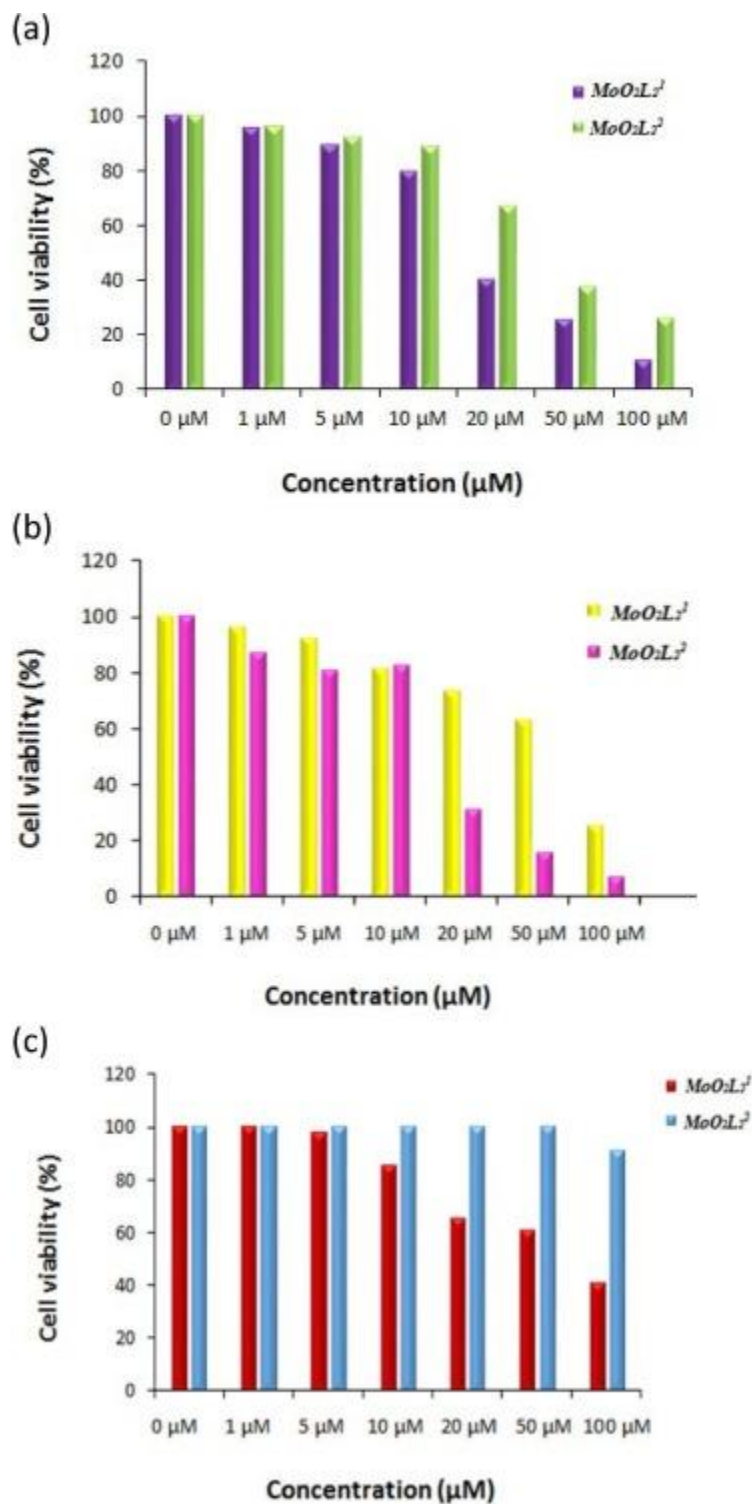 (a)
120
100
80
60
40
20
0
Cell viability (%)
MoO₂L₂¹
MoO₂L₂²
0 µM 1 µM 5 µM 10 µM 20 µM 50 µM 100 µM
Concentration (µM)
(b)
120
100
80
60
40
20
0
Cell viability (%)
MoO₂L₂¹
MoO₂L₂²
0 µM 1 µM 5 µM 10 µM 20 µM 50 µM 100 µM
Concentration (µM)
(c)
120
100
80
60
40
20
0
Cell viability (%)
MoO₂L₂¹
MoO₂L₂²
0 µM 1 µM 5 µM 10 µM 20 µM 50 µM 100 µM
Concentration (µM)